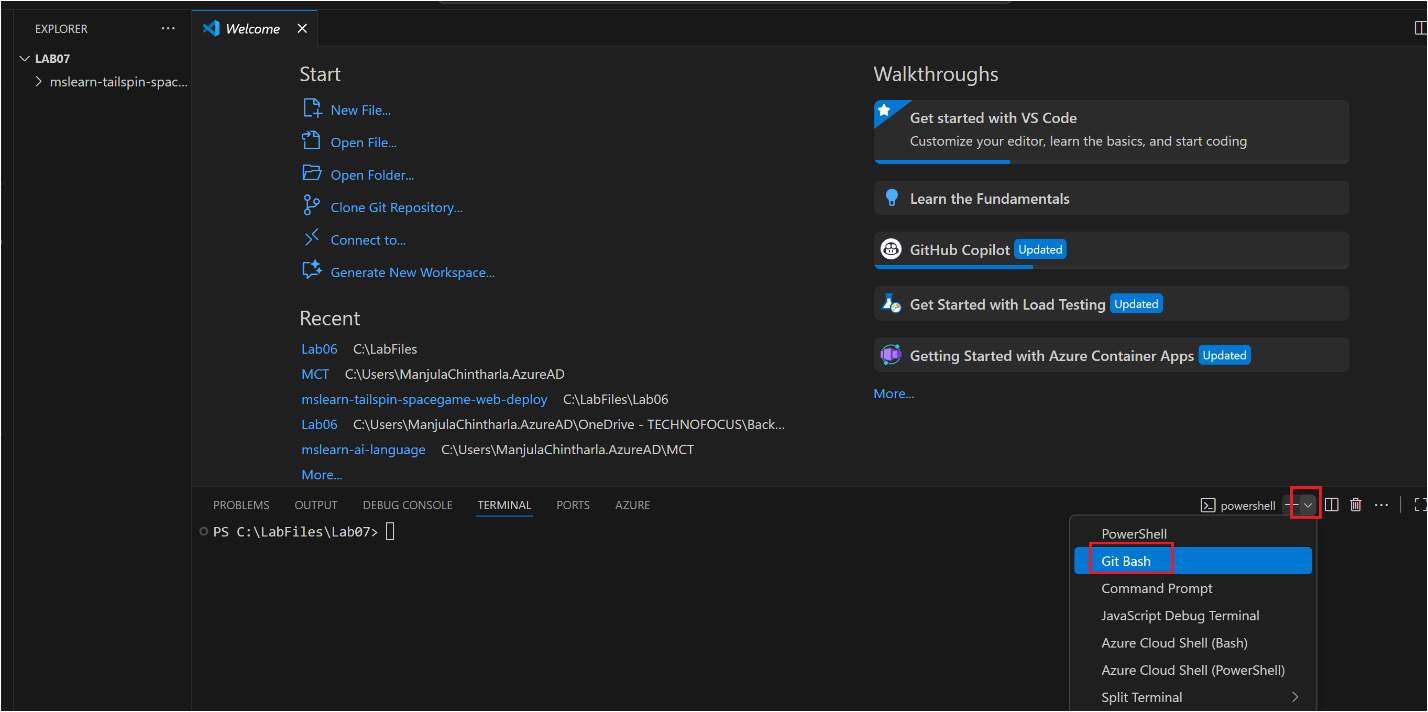 EXPLORER
LAB07
mslearn-tailspin-spac...
Welcome
Start
New File...
Open File...
Open Folder...
Clone Git Repository...
Connect to...
Generate New Workspace...
Recent
Lab06 C:\LabFiles
MCT C:\Users\ManjulaChintharla.AzureAD
mslearn-tailspin-spacegame-web-deploy C:\LabFiles\Lab06
Lab06 C:\Users\ManjulaChintharla.AzureAD\OneDrive - TECHNOFOCUS\Back...
mslearn-ai-language C:\Users\ManjulaChintharla.AzureAD\MCT
More...
Walkthroughs
Get started with VS Code
Customize your editor, learn the basics, and start coding
Learn the Fundamentals
GitHub Copilot Updated
Get Started with Load Testing Updated
Getting Started with Azure Container Apps Updated
More...
PROBLEMS OUTPUT DEBUG CONSOLE TERMINAL PORTS AZURE
powershell
PS C:\LabFiles\Lab07>
PowerShell
Git Bash
Command Prompt
JavaScript Debug Terminal
Azure Cloud Shell (Bash)
Azure Cloud Shell (PowerShell)
Split Terminal